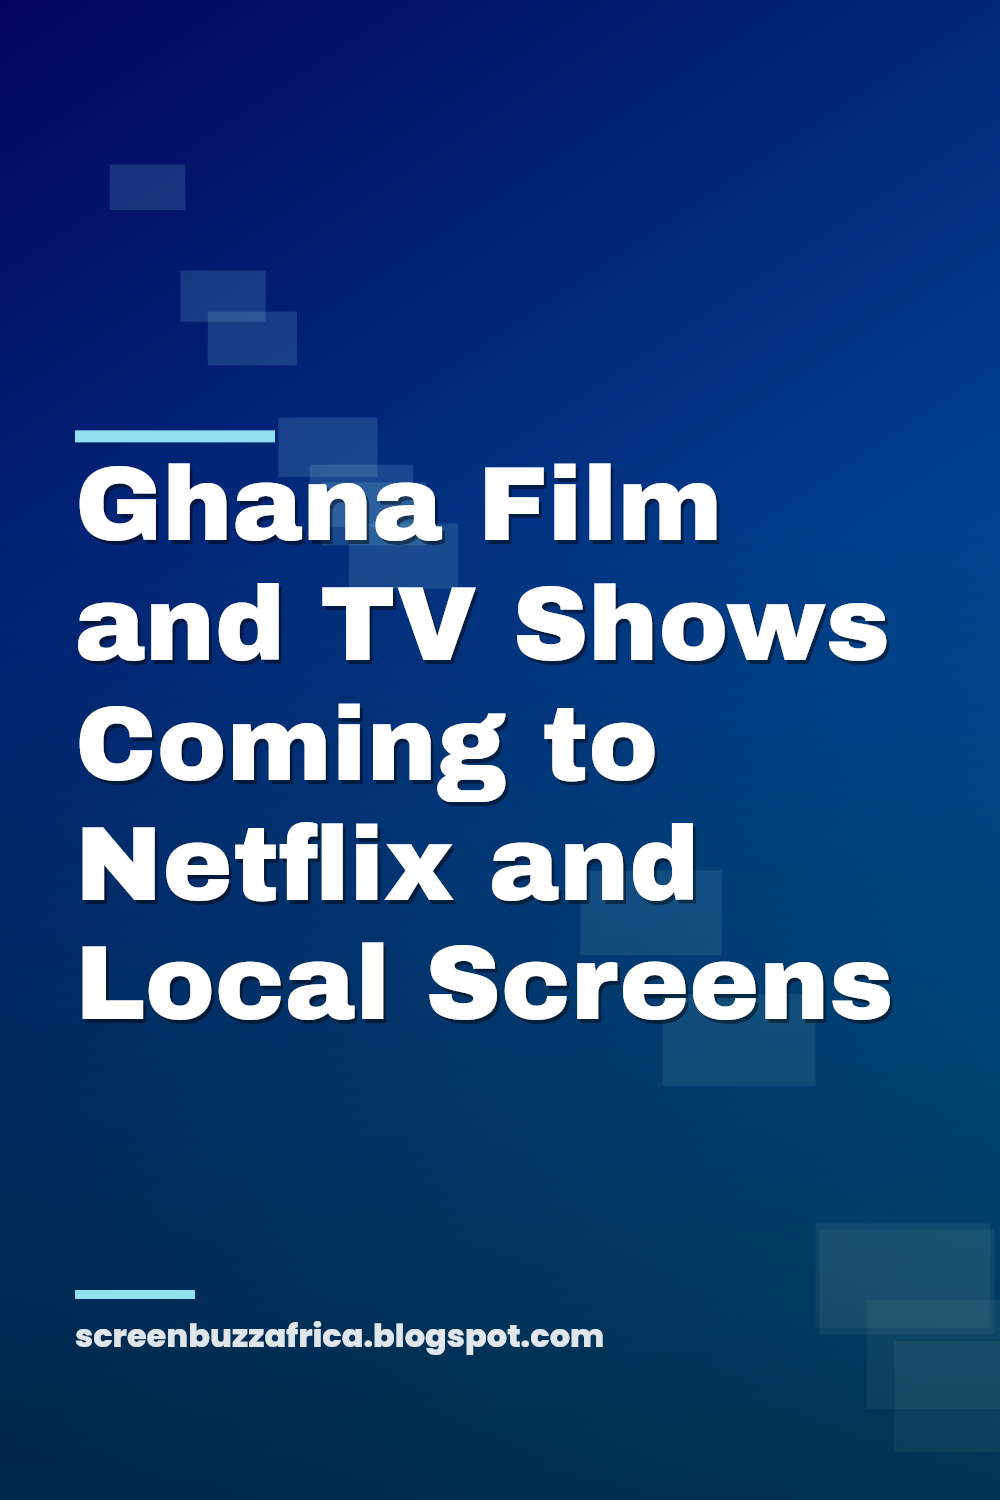 Ghana Film
and TV Shows
Coming to
Netflix and
Local Screens
screenbuzzafrica.blogspot.com